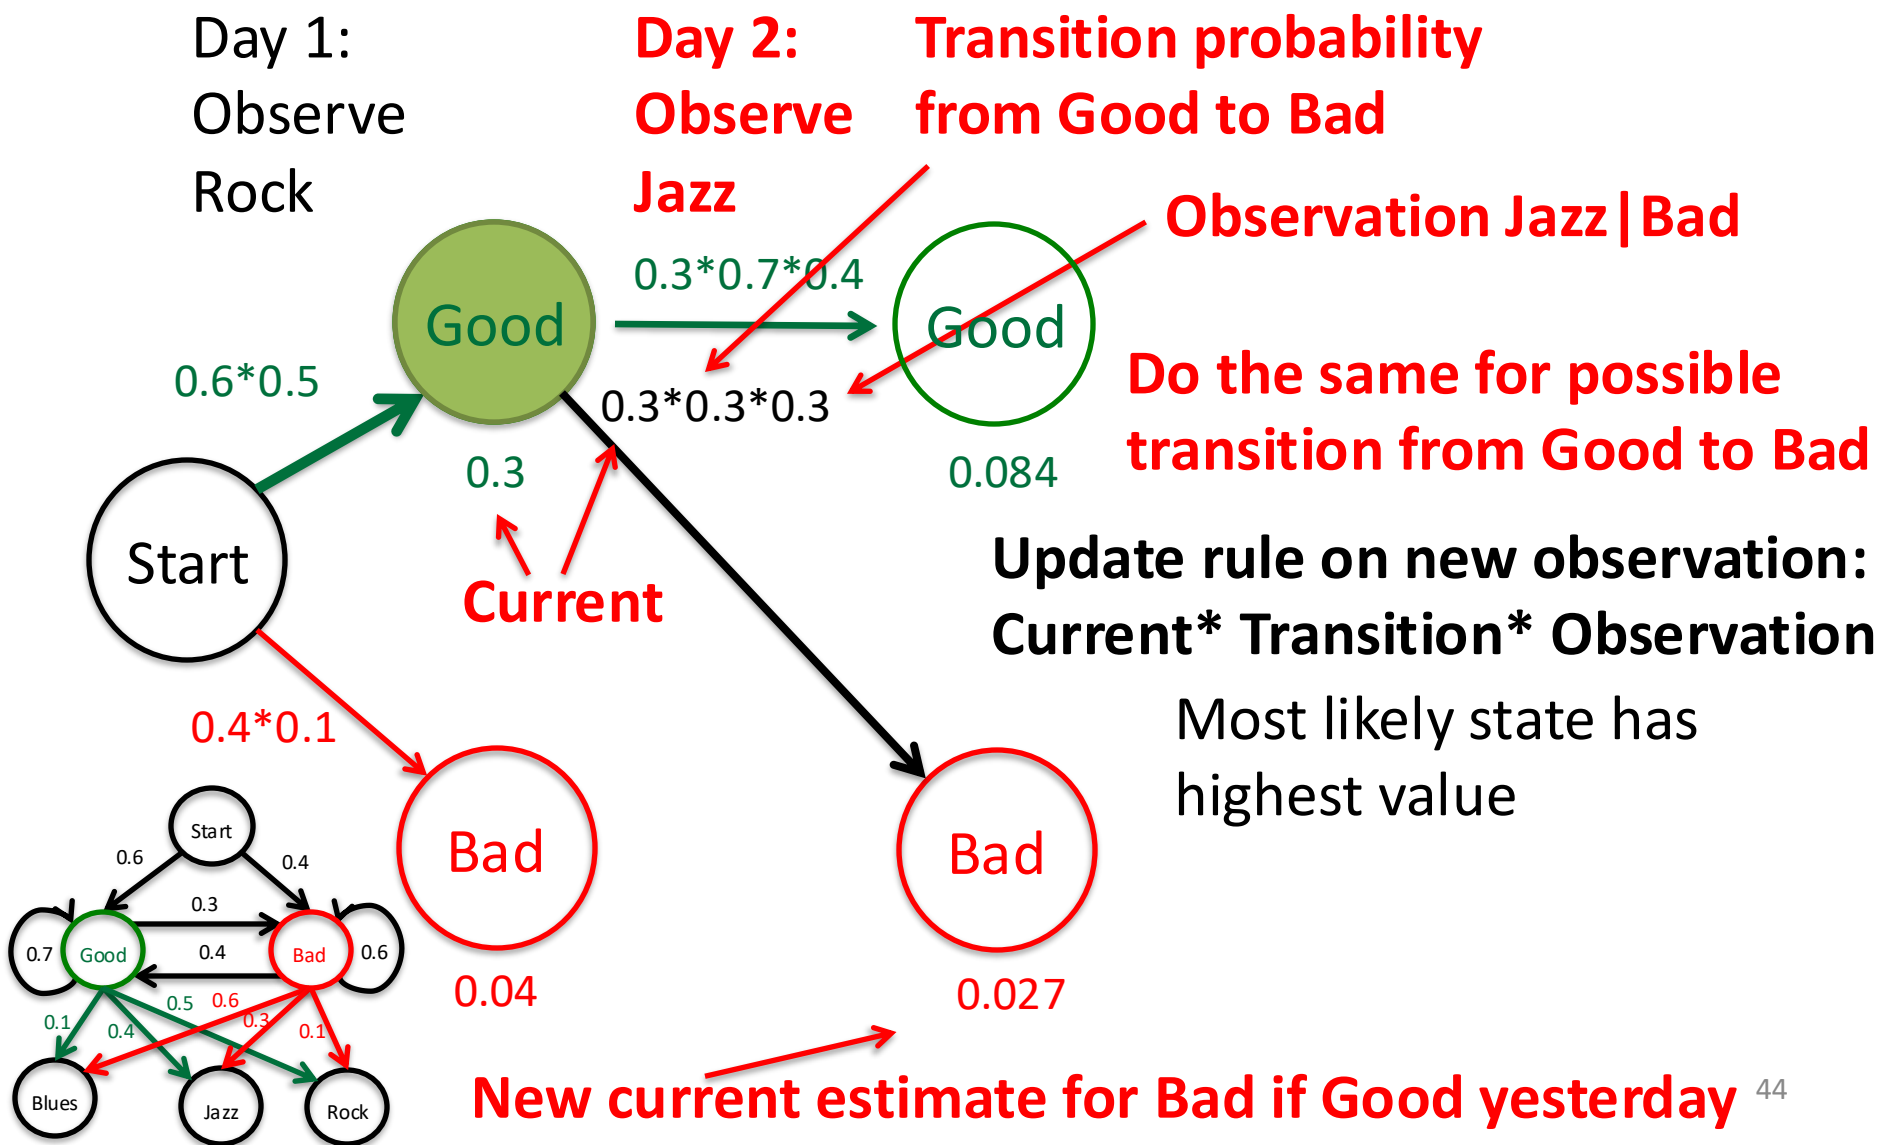 Day 1:
Observe
Rock
Day 2:
Observe
Jazz
Transition probability
from Good to Bad
Observation Jazz|Bad
0.3*0.7*0.4
Good
Good
0.6*0.5
0.3*0.3*0.3
Do the same for possible
transition from Good to Bad
0.3
0.084
Start
Current
Update rule on new observation:
Current* Transition* Observation
Most likely state has
highest value
0.4*0.1
Bad
Bad
0.04
0.027
Start
0.6
0.4
0.3
0.7
Good
0.4
Bad
0.6
0.5
0.6
0.1
0.4
0.3
0.1
Blues
Jazz
Rock
New current estimate for Bad if Good yesterday
44